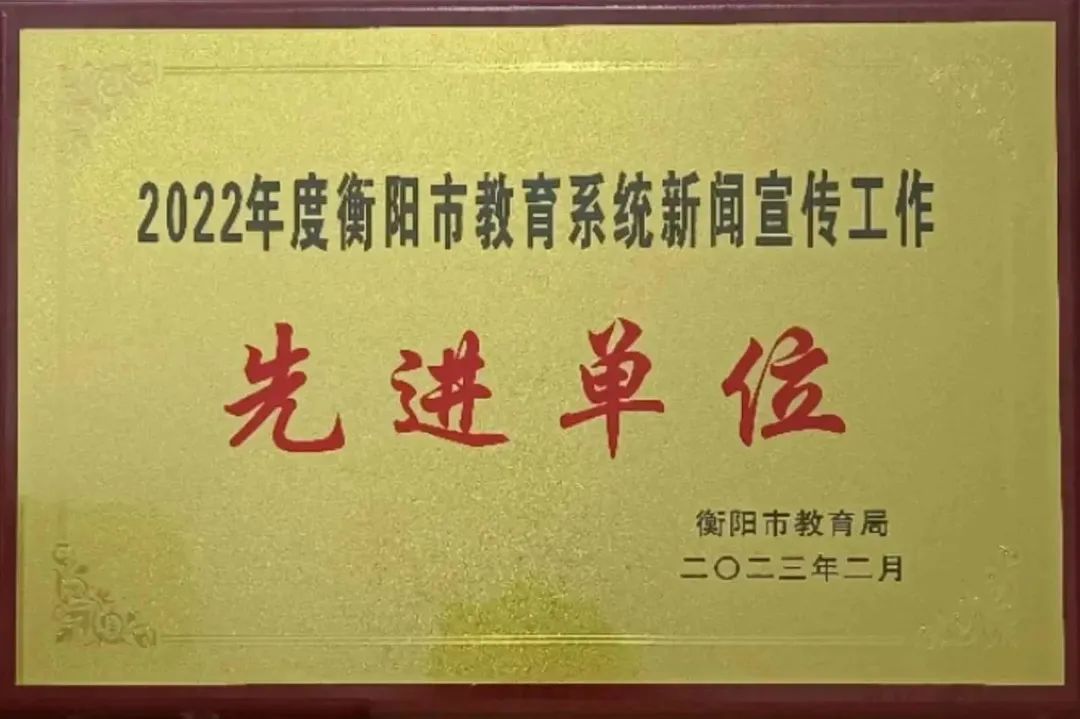 2022年度衡阳市教育系统新闻宣传工作
先进单位
衡阳市教育局
二〇二三年二月